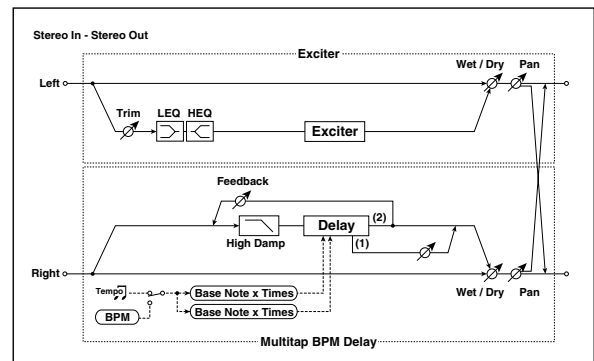 Stereo In - Stereo Out
Exciter
Wet / Dry Pan
Left
Trim LEQ HEQ
Exciter
Feedback
Delay (2)
High Damp (1)
Right
Tempo
Base Note x Times
BPM
Base Note x Times
Wet / Dry Pan
Multitap BPM Delay